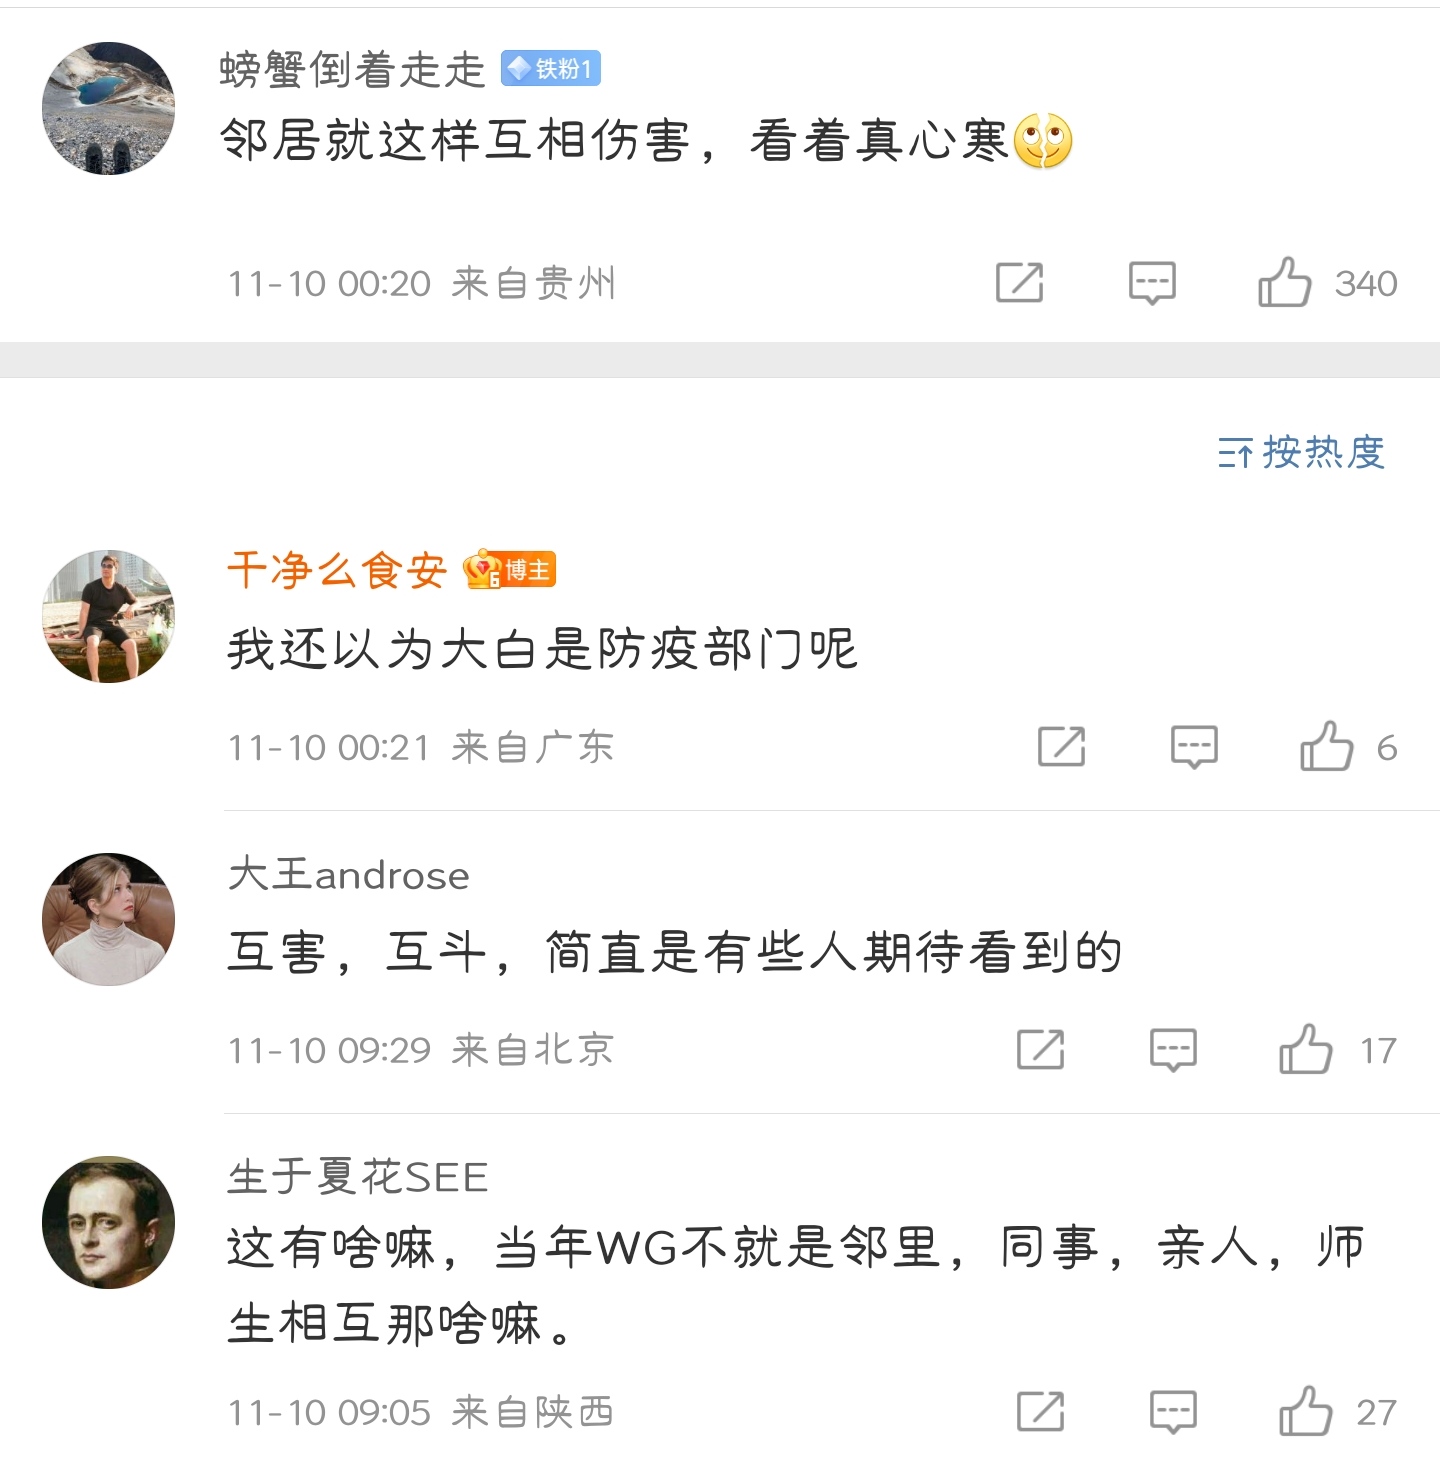 螃蟹倒着走走 铁粉1
邻居就这样互相伤害，看着真心寒
11-10 00:20 来自贵州 340
按热度
干净么食安 6 博主
我还以为大白是防疫部门呢
11-10 00:21 来自广东 6
大王androse
互害，互斗，简直是有些人期待看到的
11-10 09:29 来自北京 17
生于夏花SEE
这有啥嘛，当年WG不就是邻里，同事，亲人，师
生相互那啥嘛。
11-10 09:05 来自陕西 27